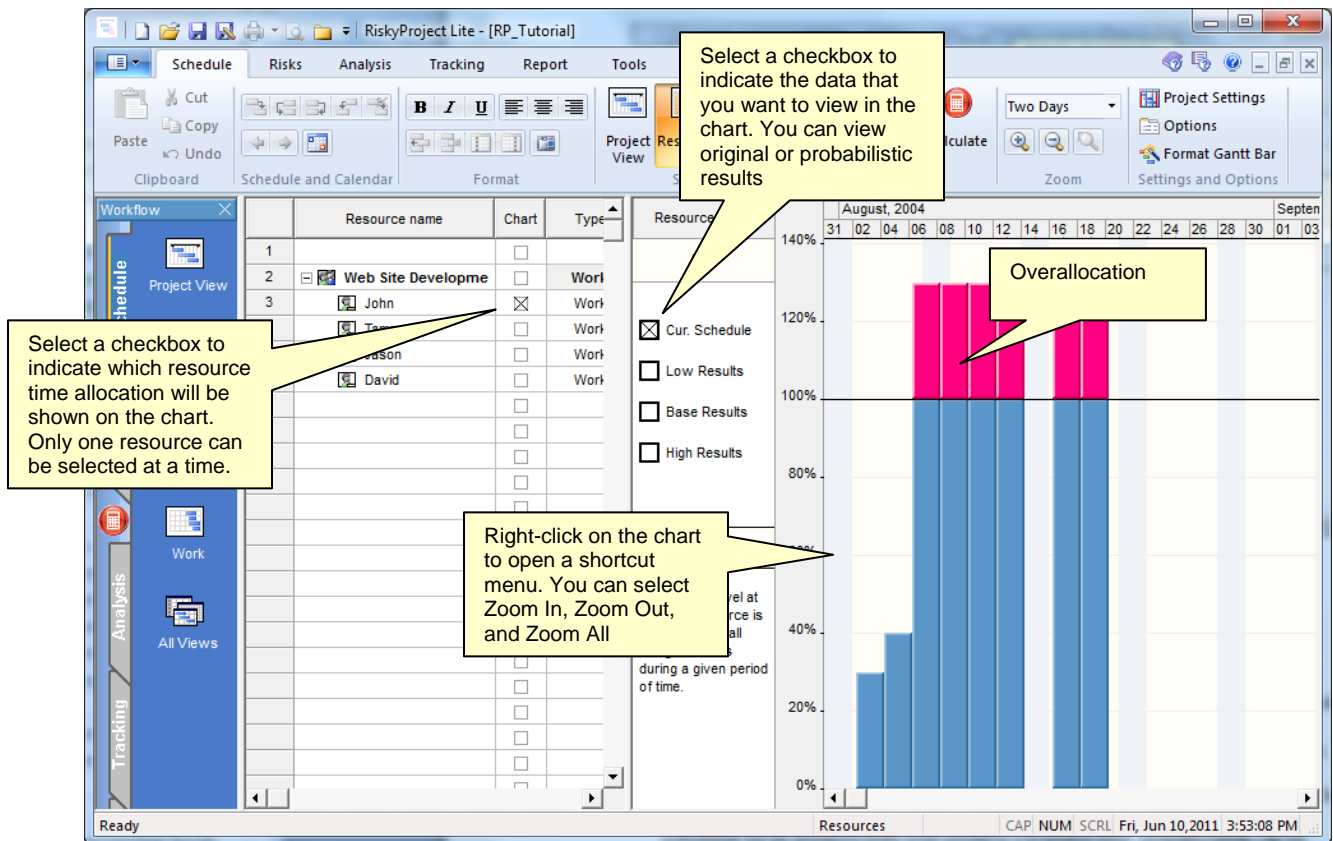 RiskyProject Lite - [RP_Tutorial]
Schedule Risks Analysis Tracking Report Tools
Cut
Copy
Undo
Paste
Clipboard
Schedule and Calendar
B I U
Format
Project View
Two Days
Zoom
Project Settings
Options
Format Gantt Bar
Settings and Options
Select a checkbox to
indicate the data that
you want to view in the
chart. You can view
original or probabilistic
results
Workflow
Project View
Work
All Views
Analysis
Tracking
Resource name Chart Type
1
2 Web Site Developme Work
3 John Work
Work
Work
David Work
Select a checkbox to
indicate which resource
time allocation will be
shown on the chart.
Only one resource can
be selected at a time.
Resource
Cur. Schedule
Low Results
Base Results
High Results
Right-click on the chart
to open a shortcut
menu. You can select
Zoom In, Zoom Out,
and Zoom All
during a given period
of time.
August, 2004 Septen
31 02 04 06 08 10 12 14 16 18 20 22 24 26 28 30 01 03
140%
120%
100%
80%
40%
20%
0%
Overallocation
Ready Resources CAP NUM SCRL Fri, Jun 10,2011 3:53:08 PM